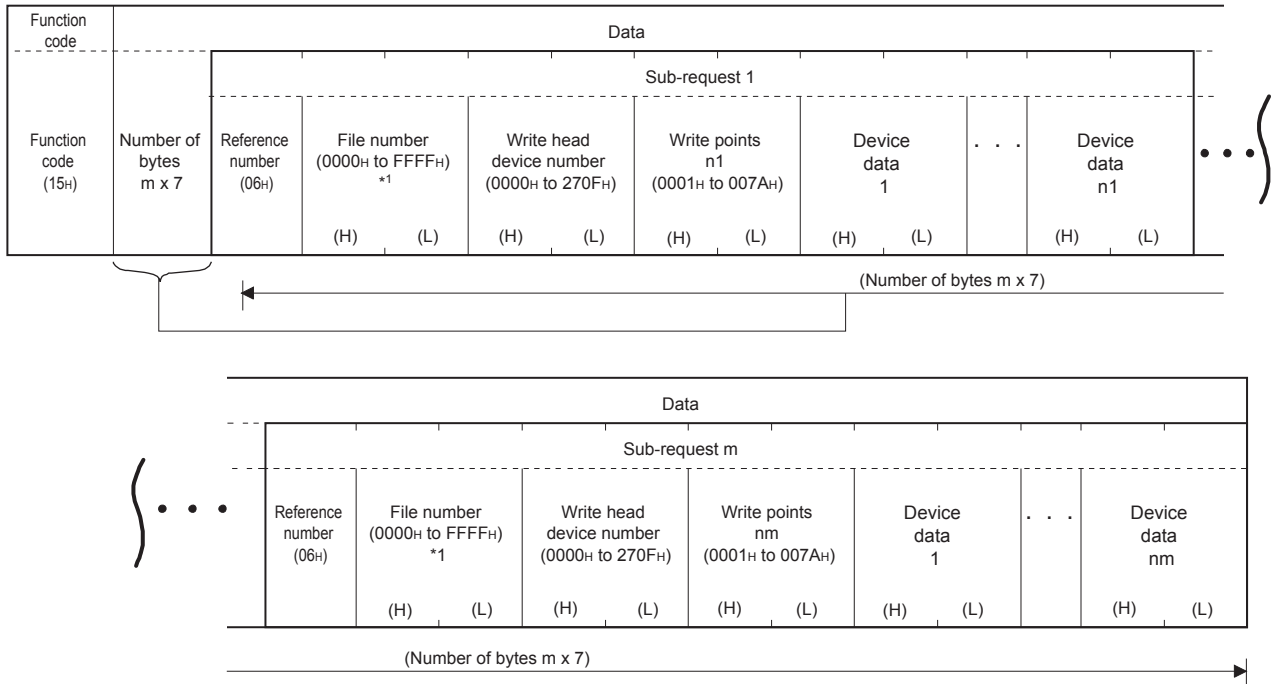 Function
code
Data
Sub-request 1
Function
code
(15H)
Number of
bytes
m x 7
Reference
number
(06H)
File number
(0000H to FFFFH)
*1
(H) (L)
Write head
device number
(0000H to 270FH)
(H) (L)
Write points
n1
(0001H to 007AH)
(H) (L)
Device
data
1
(H) (L)
. . .
Device
data
n1
(H) (L)
• • •
(Number of bytes m x 7)
Data
Sub-request m
• • •
Reference
number
(06H)
File number
(0000H to FFFFH)
*1
(H) (L)
Write head
device number
(0000H to 270FH)
(H) (L)
Write points
nm
(0001H to 007AH)
(H) (L)
Device
data
1
(H) (L)
. . .
Device
data
nm
(H) (L)
(Number of bytes m x 7)